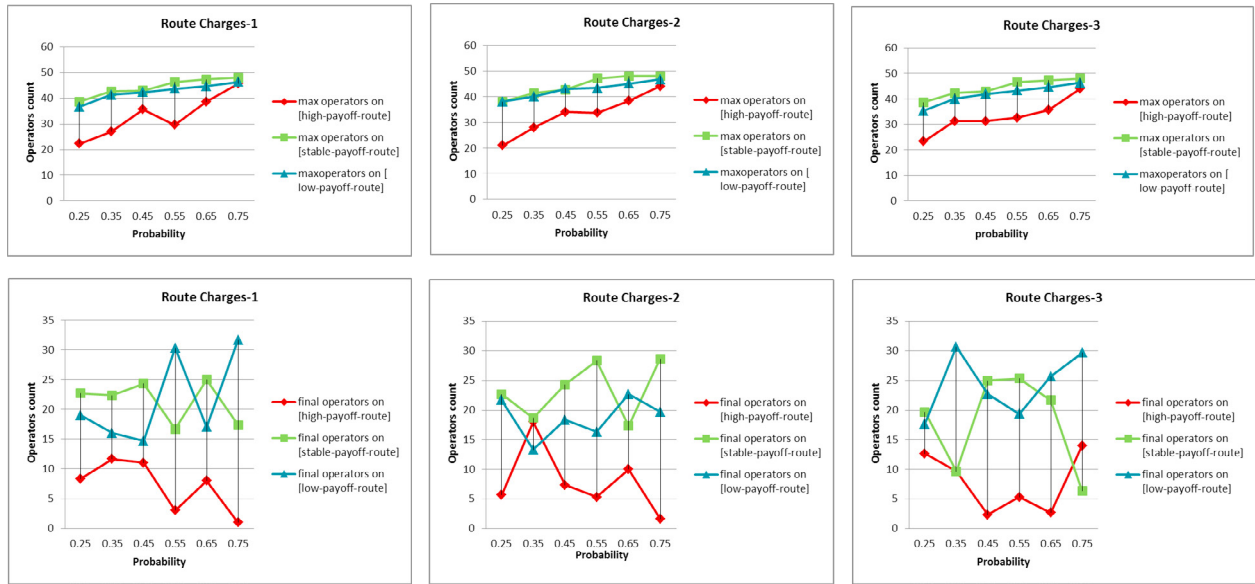 Route Charges-1
60
50
40
30
20
10
0
Operators count
0.25 0.35 0.45 0.55 0.65 0.75
Probability
max operators on
[high-payoff-route]
max operators on
[stable-payoff-route]
maxoperators on [
low-payoff-route]
Route Charges-2
60
50
40
30
20
10
0
Operators count
0.25 0.35 0.45 0.55 0.65 0.75
Probability
max operators on
[high-payoff-route]
max operators on
[stable-payoff-route]
maxoperators on [
low-payoff-route]
Route Charges-3
60
50
40
30
20
10
0
Operators count
0.25 0.35 0.45 0.55 0.65 0.75
probability
max operators on
[high-payoff-route]
max operators on
[stable-payoff-route]
maxoperators on [
low-payoff-route]
Route Charges-1
35
30
25
20
15
10
5
0
Operators count
0.25 0.35 0.45 0.55 0.65 0.75
Probability
final operators on
[high-payoff-route]
final operators on
[stable-payoff-route]
final operators on
[low-payoff-route]
Route Charges-2
35
30
25
20
15
10
5
0
Operators count
0.25 0.35 0.45 0.55 0.65 0.75
Probability
final operators on
[high-payoff-route]
final operators on
[stable-payoff-route]
final operators on
[low-payoff-route]
Route Charges-3
35
30
25
20
15
10
5
0
Operators count
0.25 0.35 0.45 0.55 0.65 0.75
Probability
final operators on
[high-payoff-route]
final operators on
[stable-payoff-route]
final operators on
[low-payoff-route]